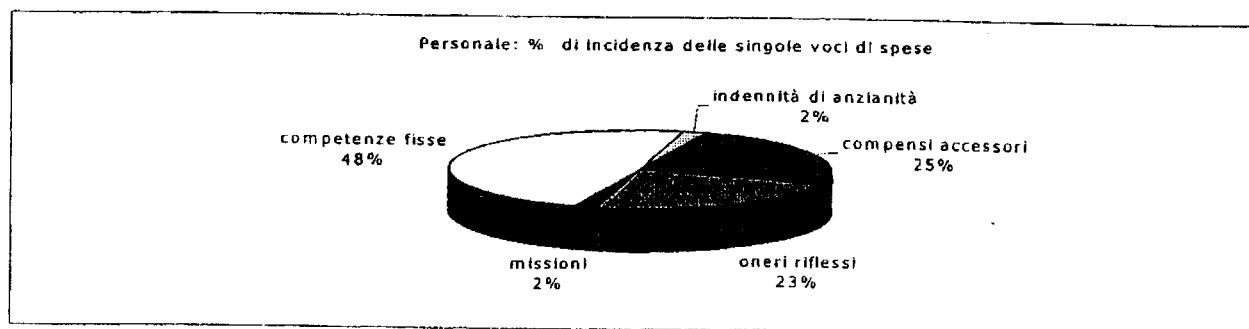 Personale: % di incidenza delle singole voci di spese
indennità di anzianità
2%
competenze fisse
48%
compensi accessori
25%
missioni
2%
oneri riflessi
23%